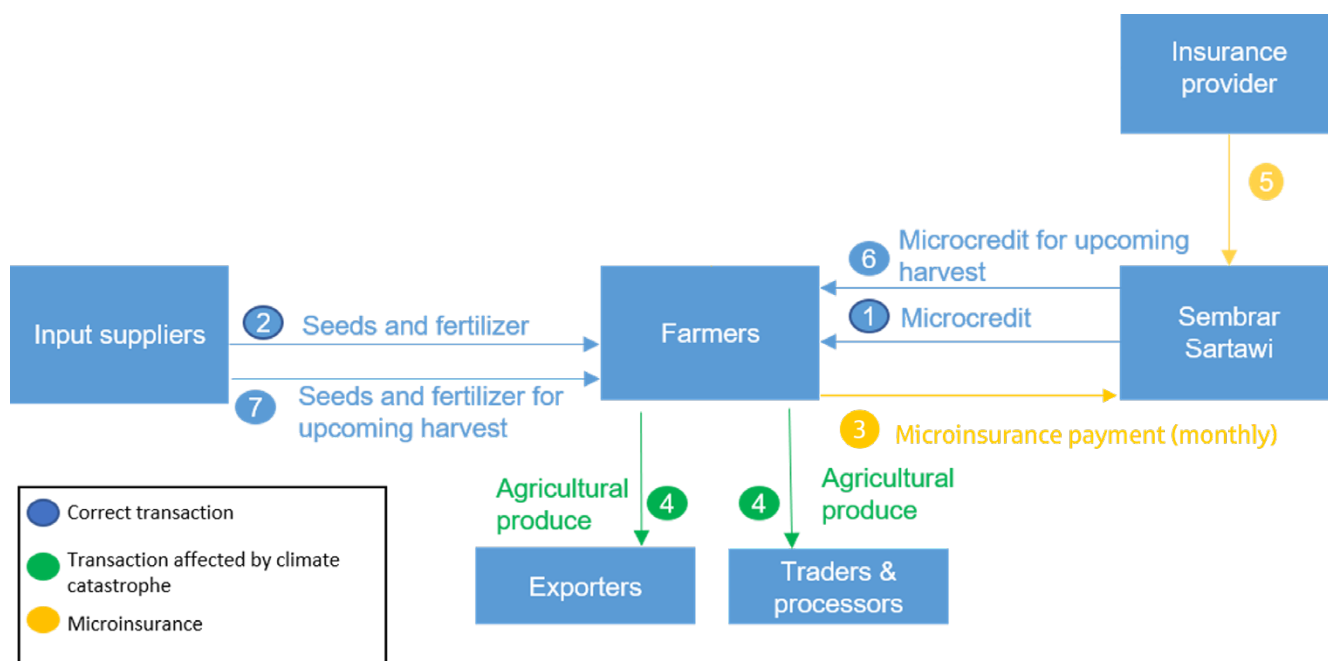 Insurance
provider
5
Microcredit for upcoming
harvest
6
Input suppliers
2
Seeds and fertilizer
Farmers
1
Microcredit
Sembrar
Sartawi
7
Seeds and fertilizer for
upcoming harvest
3
Microinsurance payment (monthly)
Agricultural
produce
4
4
Agricultural
produce
Exporters
Traders &
processors
Correct transaction
Transaction affected by climate
catastrophe
Microinsurance